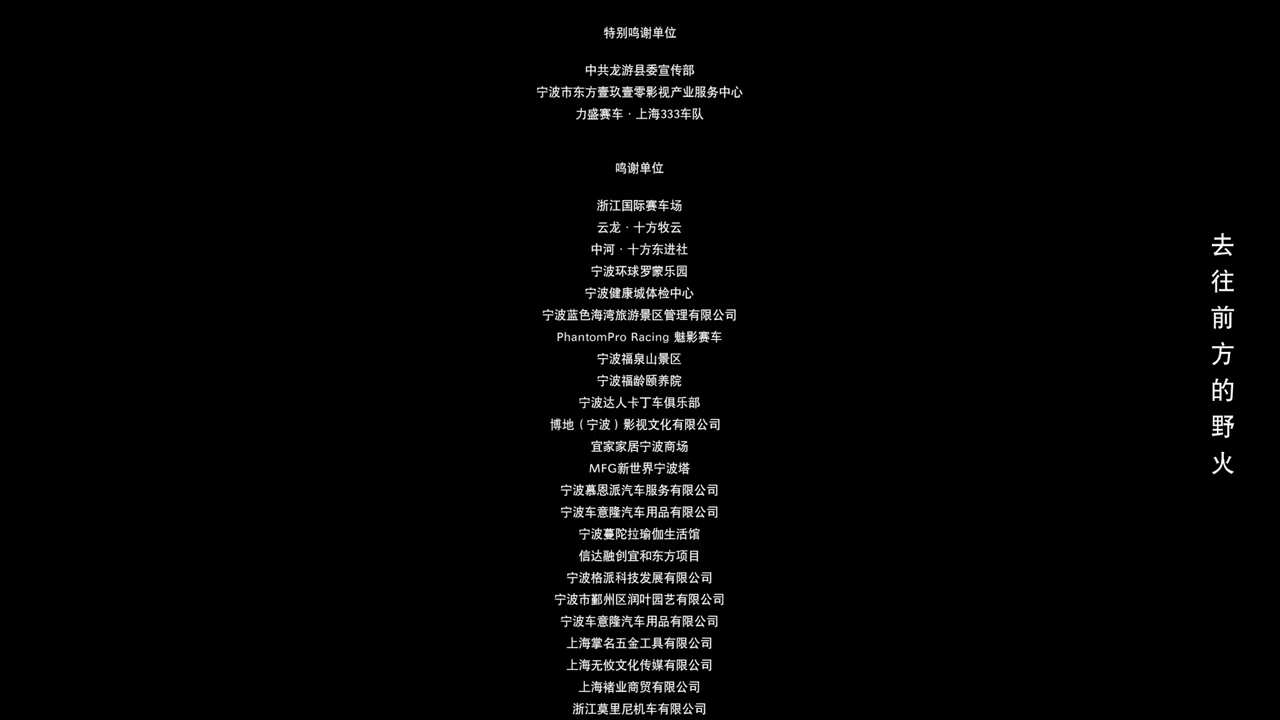 特别鸣谢单位
中共龙游县委宣传部
宁波市东方壹玖壹零影视产业服务中心
力盛赛车·上海333车队
鸣谢单位
浙江国际赛车场
云龙·十方牧云
中河·十方东进社
宁波环球罗蒙乐园
宁波健康城体检中心
宁波蓝色海湾旅游景区管理有限公司
PhantomPro Racing 魅影赛车
宁波福泉山景区
宁波福龄颐养院
宁波达人卡丁车俱乐部
博地（宁波）影视文化有限公司
宜家家居宁波商场
MFG新世界宁波塔
宁波慕恩派汽车服务有限公司
宁波车意隆汽车用品有限公司
宁波蔓陀拉瑜伽生活馆
信达融创宜和东方项目
宁波格派科技发展有限公司
宁波市鄞州区润叶园艺有限公司
宁波车意隆汽车用品有限公司
上海掌名五金工具有限公司
上海无攸文化传媒有限公司
上海褚业商贸有限公司
浙江莫里尼机车有限公司
去往前方的野火